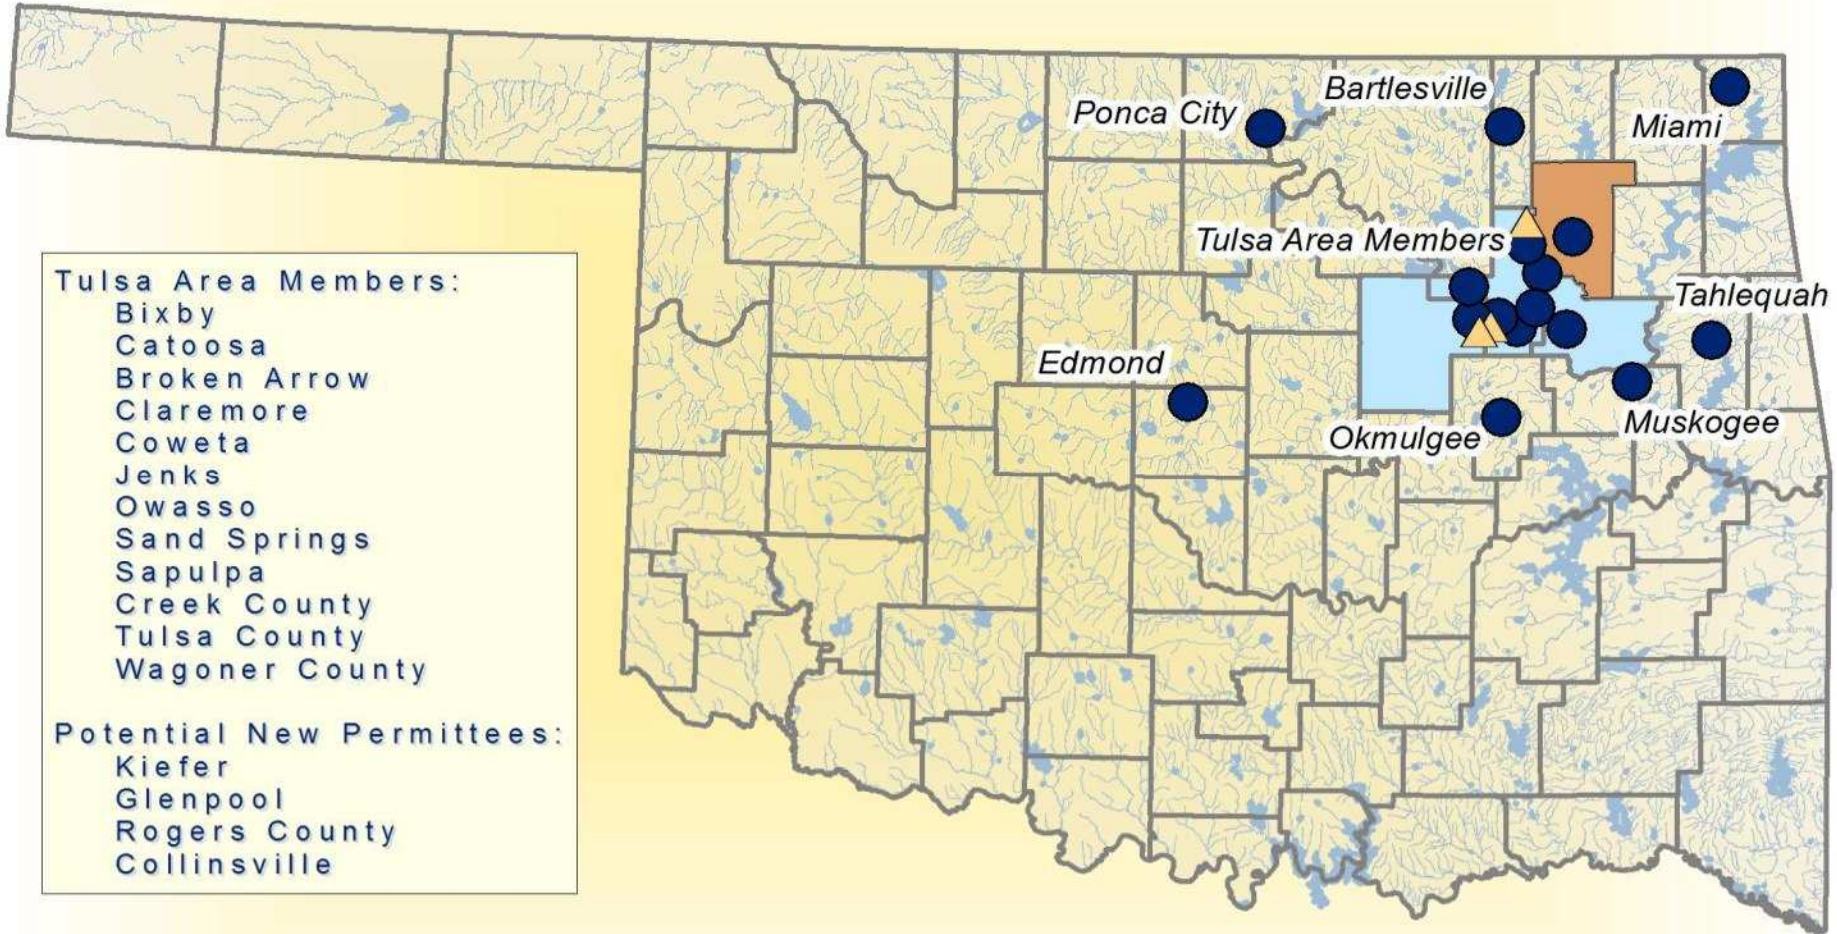 Ponca City
Bartlesville
Miami
Tulsa Area Members
Tahlequah
Edmond
Okmulgee
Muskogee
Tulsa Area Members:
Bixby
Catoosa
Broken Arrow
Claremore
Coweta
Jenks
Owasso
Sand Springs
Sapulpa
Creek County
Tulsa County
Wagoner County
Potential New Permittees:
Kiefer
Glenpool
Rogers County
Collinsville